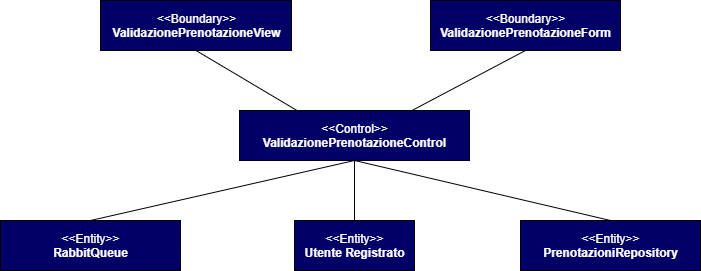 <<Boundary>>
ValidazionePrenotazioneView
<<Boundary>>
ValidazionePrenotazioneForm
<<Control>>
ValidazionePrenotazioneControl
<<Entity>>
RabbitQueue
<<Entity>>
Utente Registrato
<<Entity>>
PrenotazioniRepository